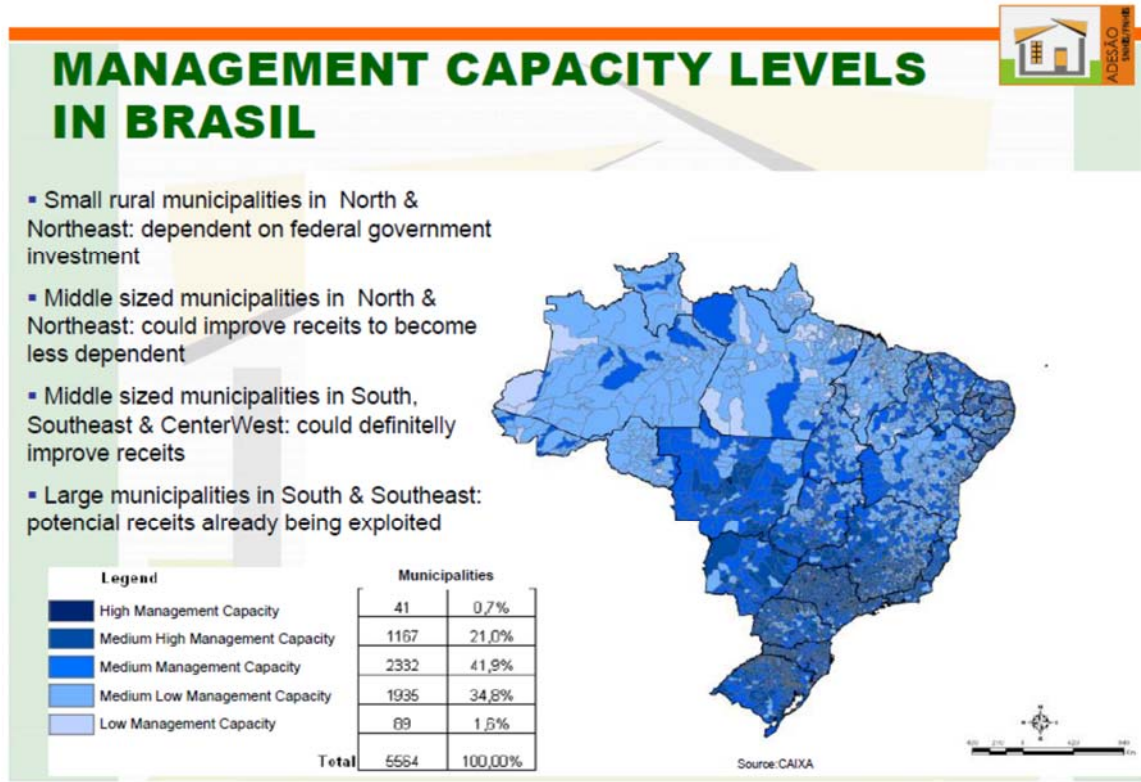 ADESÃO
SNHIS/FNHIS
MANAGEMENT CAPACITY LEVELS
IN BRASIL
▪ Small rural municipalities in North &
Northeast: dependent on federal government
investment
▪ Middle sized municipalities in North &
Northeast: could improve receits to become
less dependent
▪ Middle sized municipalities in South,
Southeast & CenterWest: could definitelly
improve receits
▪ Large municipalities in South & Southeast:
potencial receits already being exploited
Legend Municipalities
High Management Capacity 41 0,7%
Medium High Management Capacity 1167 21,0%
Medium Management Capacity 2332 41,9%
Medium Low Management Capacity 1935 34,8%
Low Management Capacity 89 1,6%
Total 5564 100,00%
Source:CAIXA